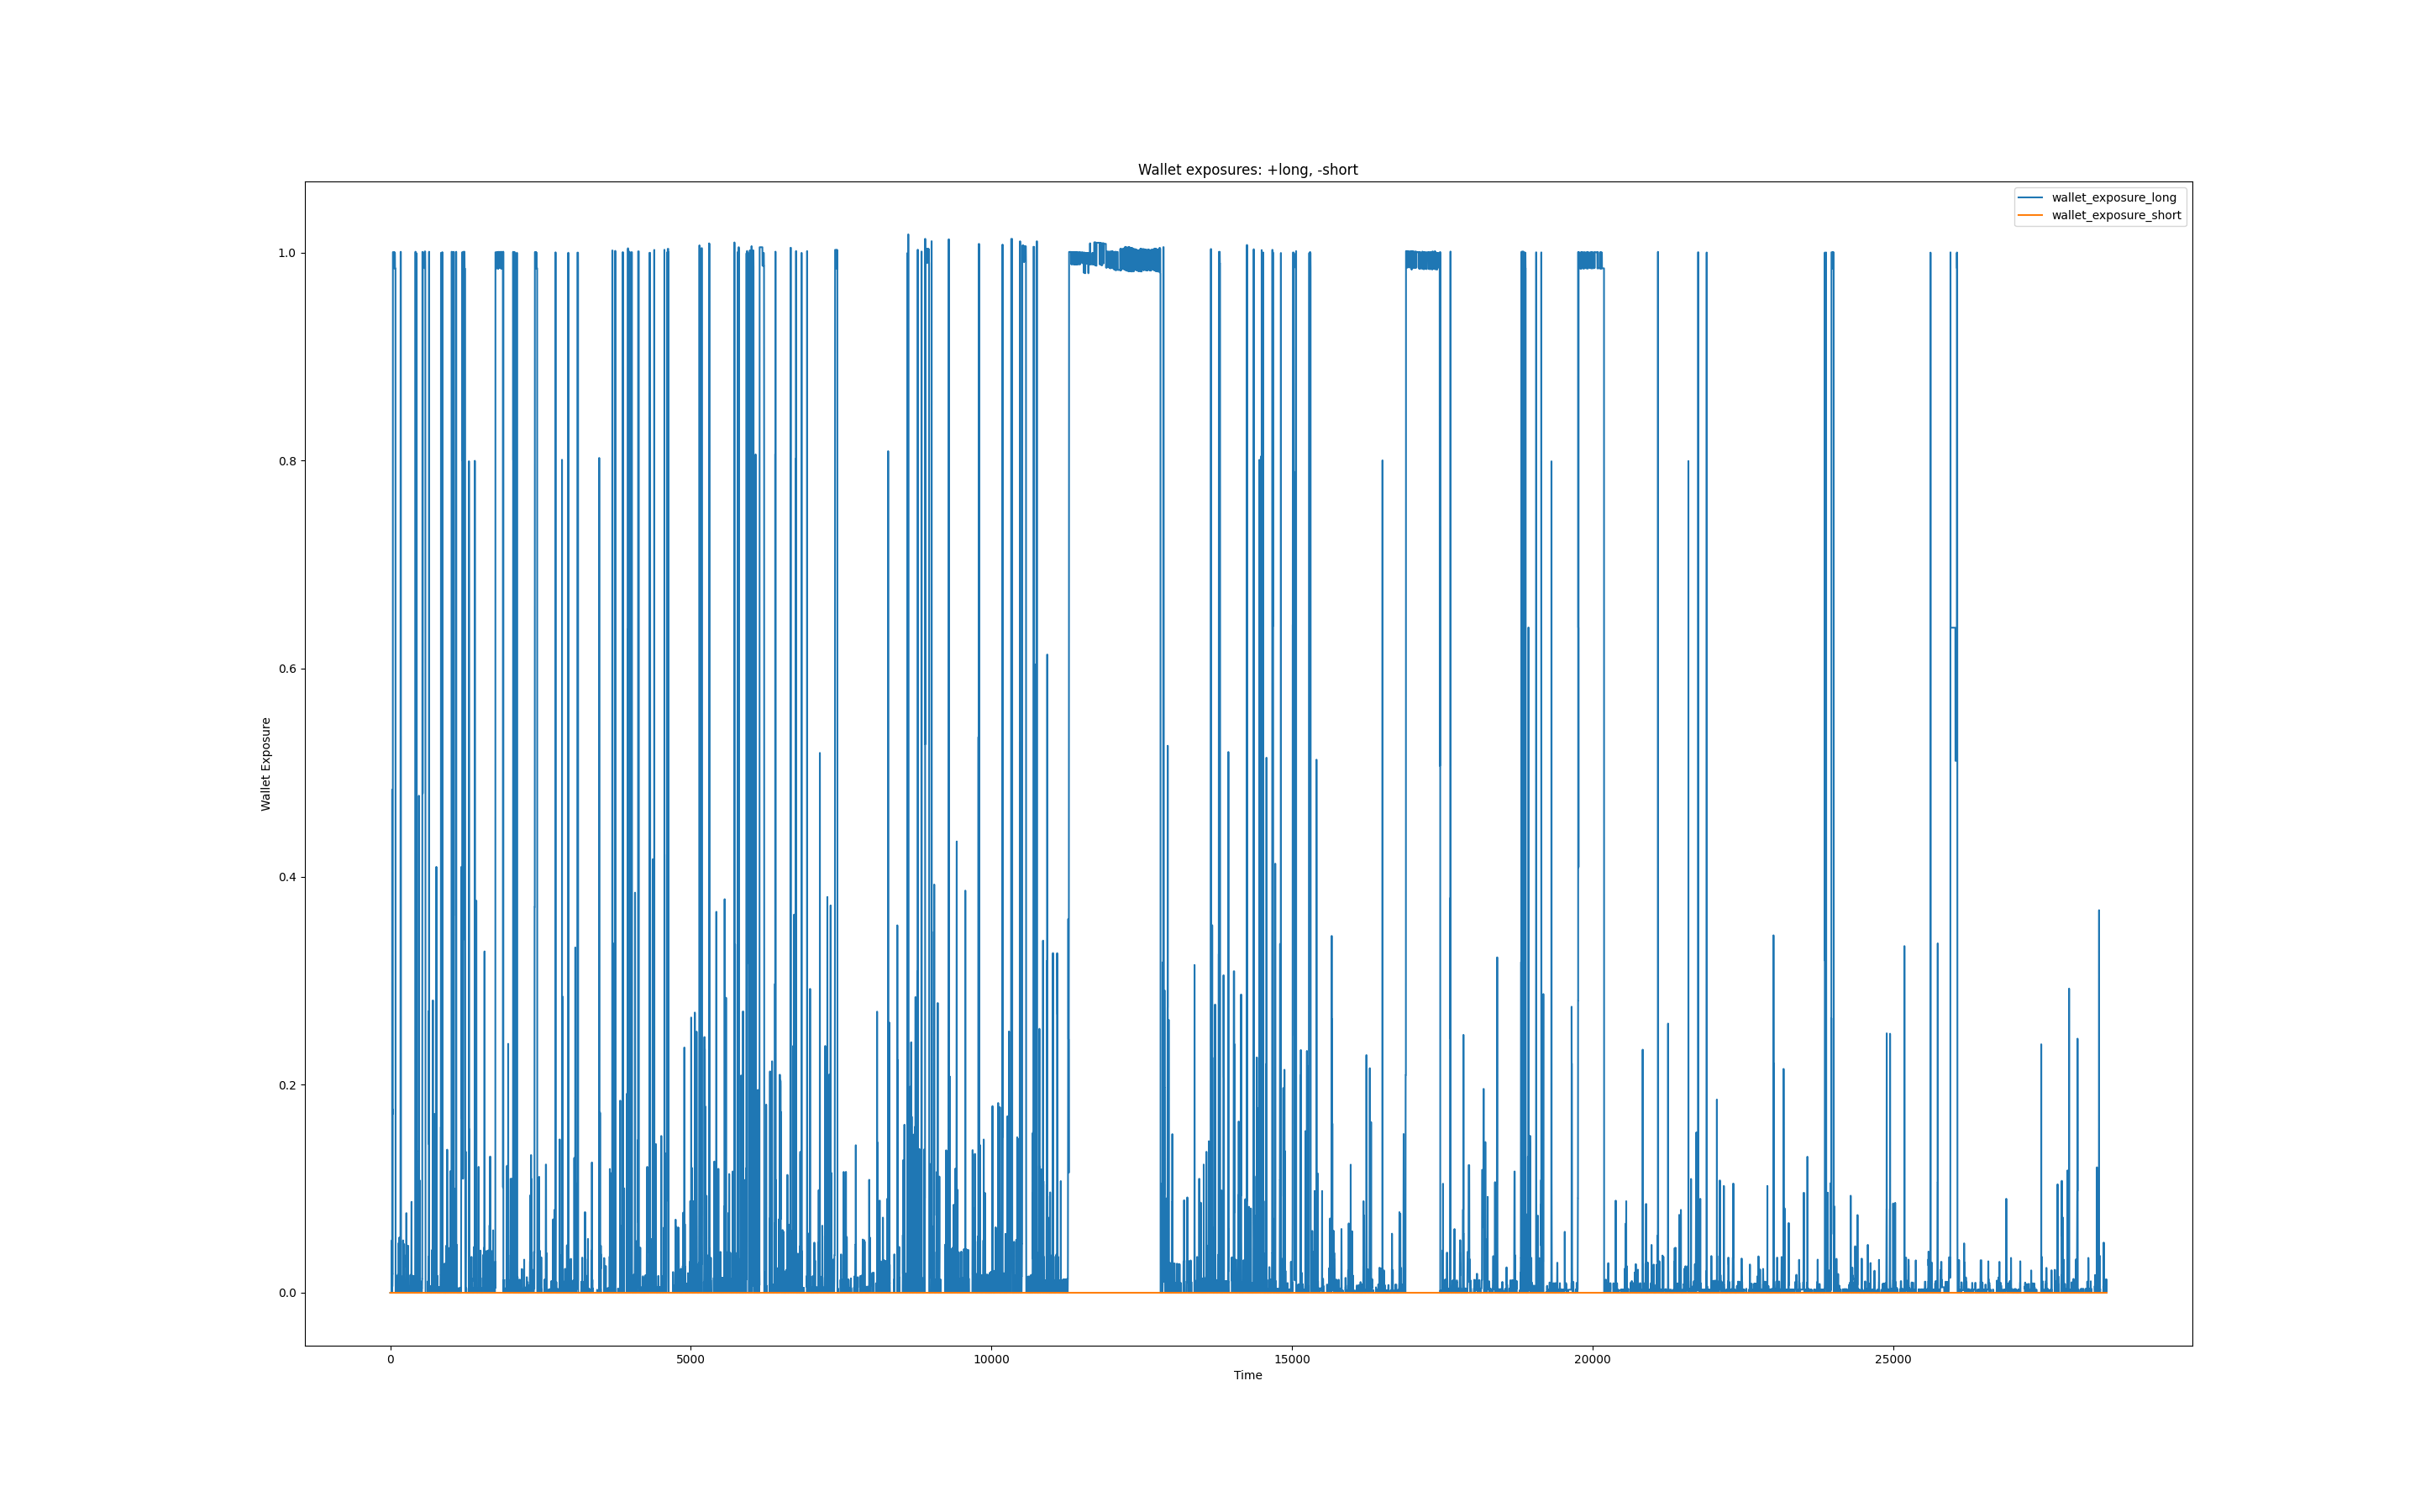 Wallet exposures: +long, -short
wallet_exposure_long
wallet_exposure_short
1.0
0.8
0.6
0.4
0.2
0.0
Wallet Exposure
0 5000 10000 15000 20000 25000
Time